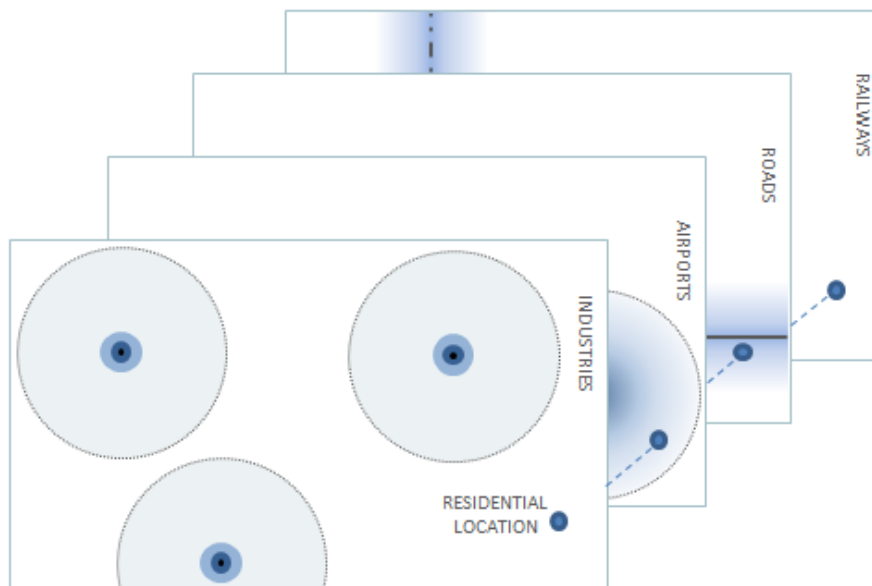 RAILWAYS
ROADS
AIRPORTS
INDUSTRIES
RESIDENTIAL
LOCATION